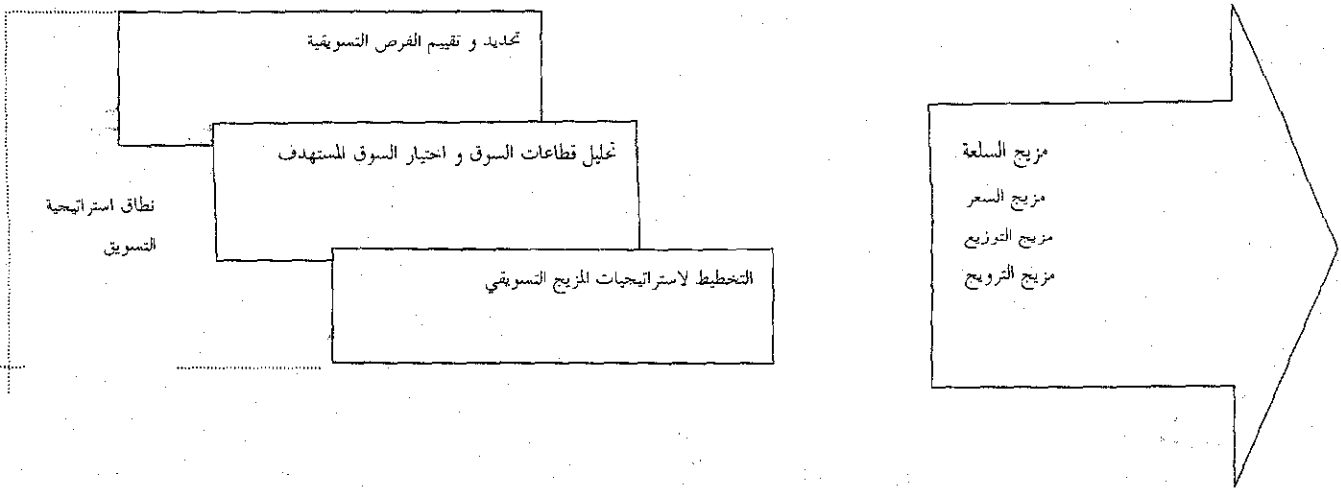 تحديد و تقييم الفرص التسويقية
تحليل قطاعات السوق و اختيار السوق المستهدف
نطاق استراتيجية
التسويق
التخطيط لاستراتيجيات المزيج التسويقي
مزيج السلعة
مزيج السعر
مزيج التوزيع
مزيج الترويج